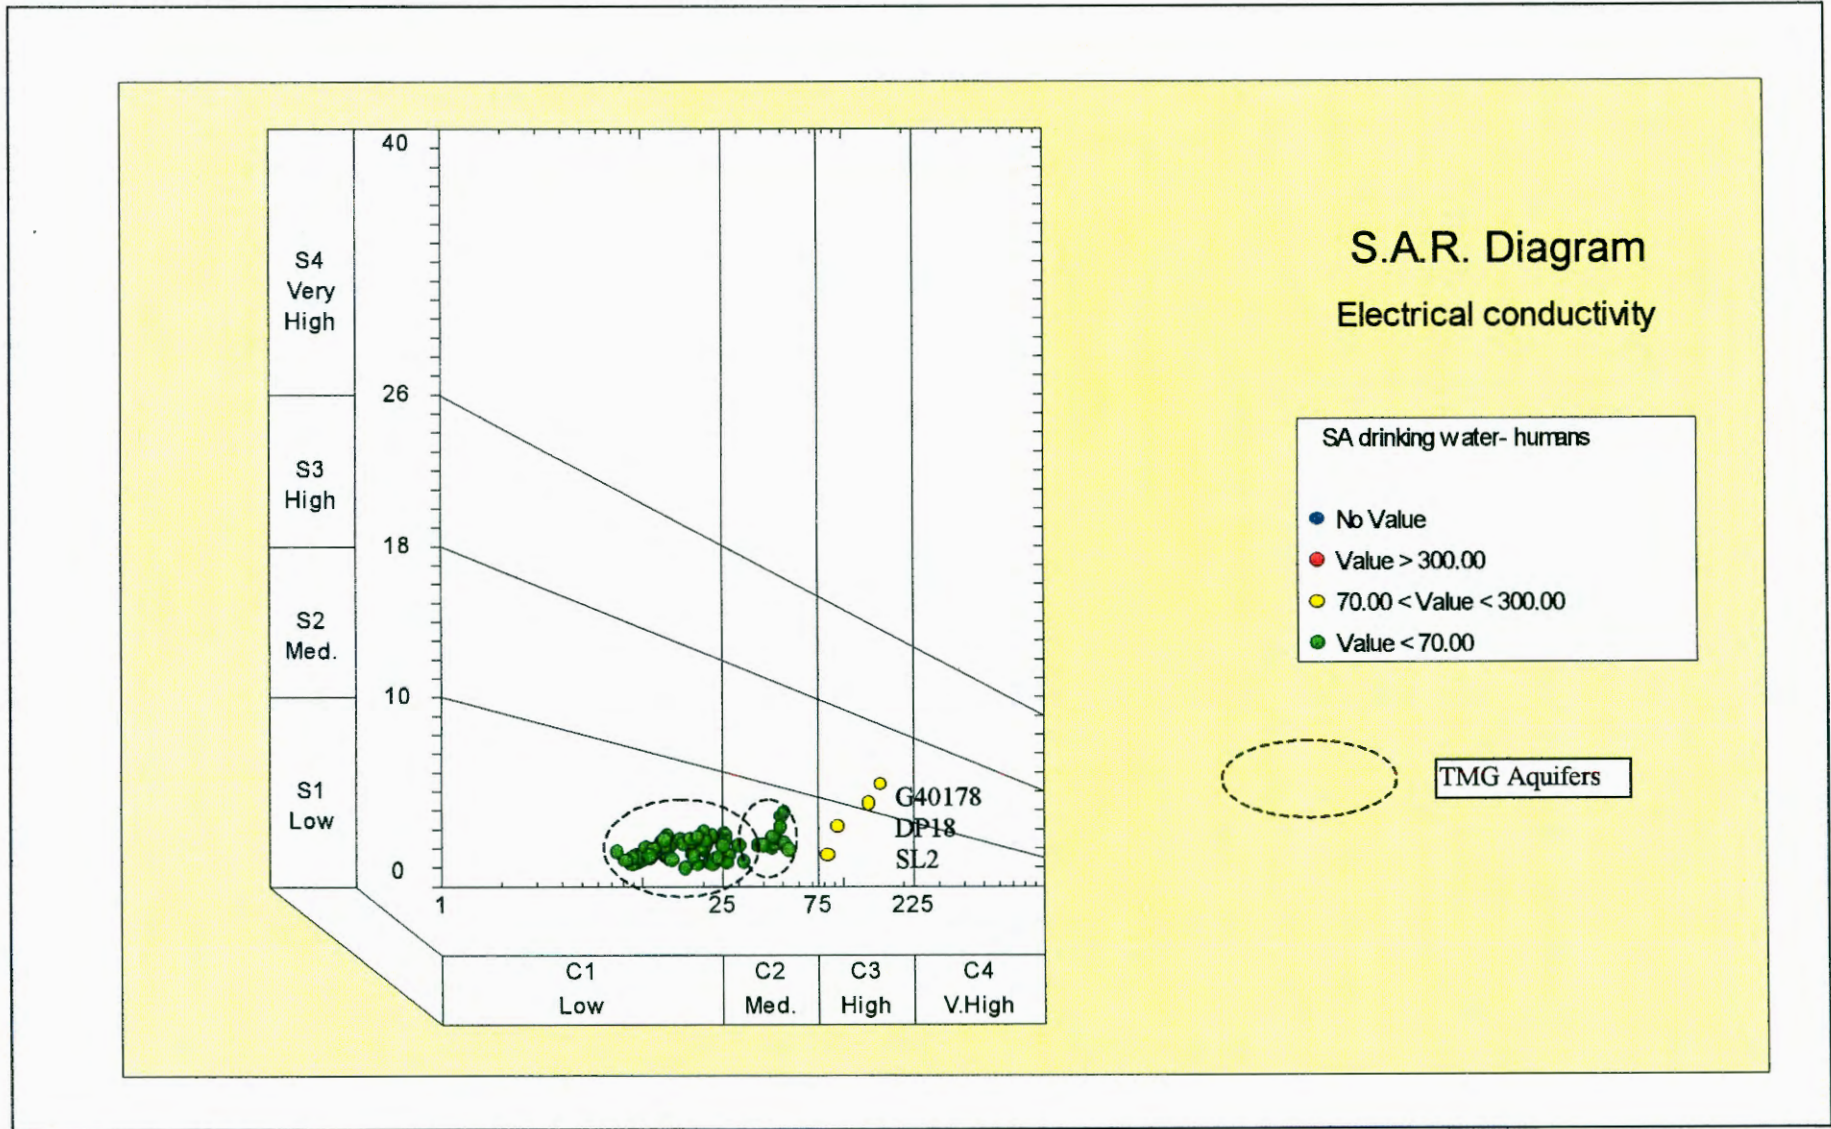 S.A.R. Diagram
Electrical conductivity
SA drinking water- humans
No Value
Value > 300.00
70.00 < Value < 300.00
Value < 70.00
TMG Aquifers
40
26
18
10
0
S4
Very
High
S3
High
S2
Med.
S1
Low
G40178
DP18
SL2
1
25
75
225
C1
Low
C2
Med.
C3
High
C4
V.High